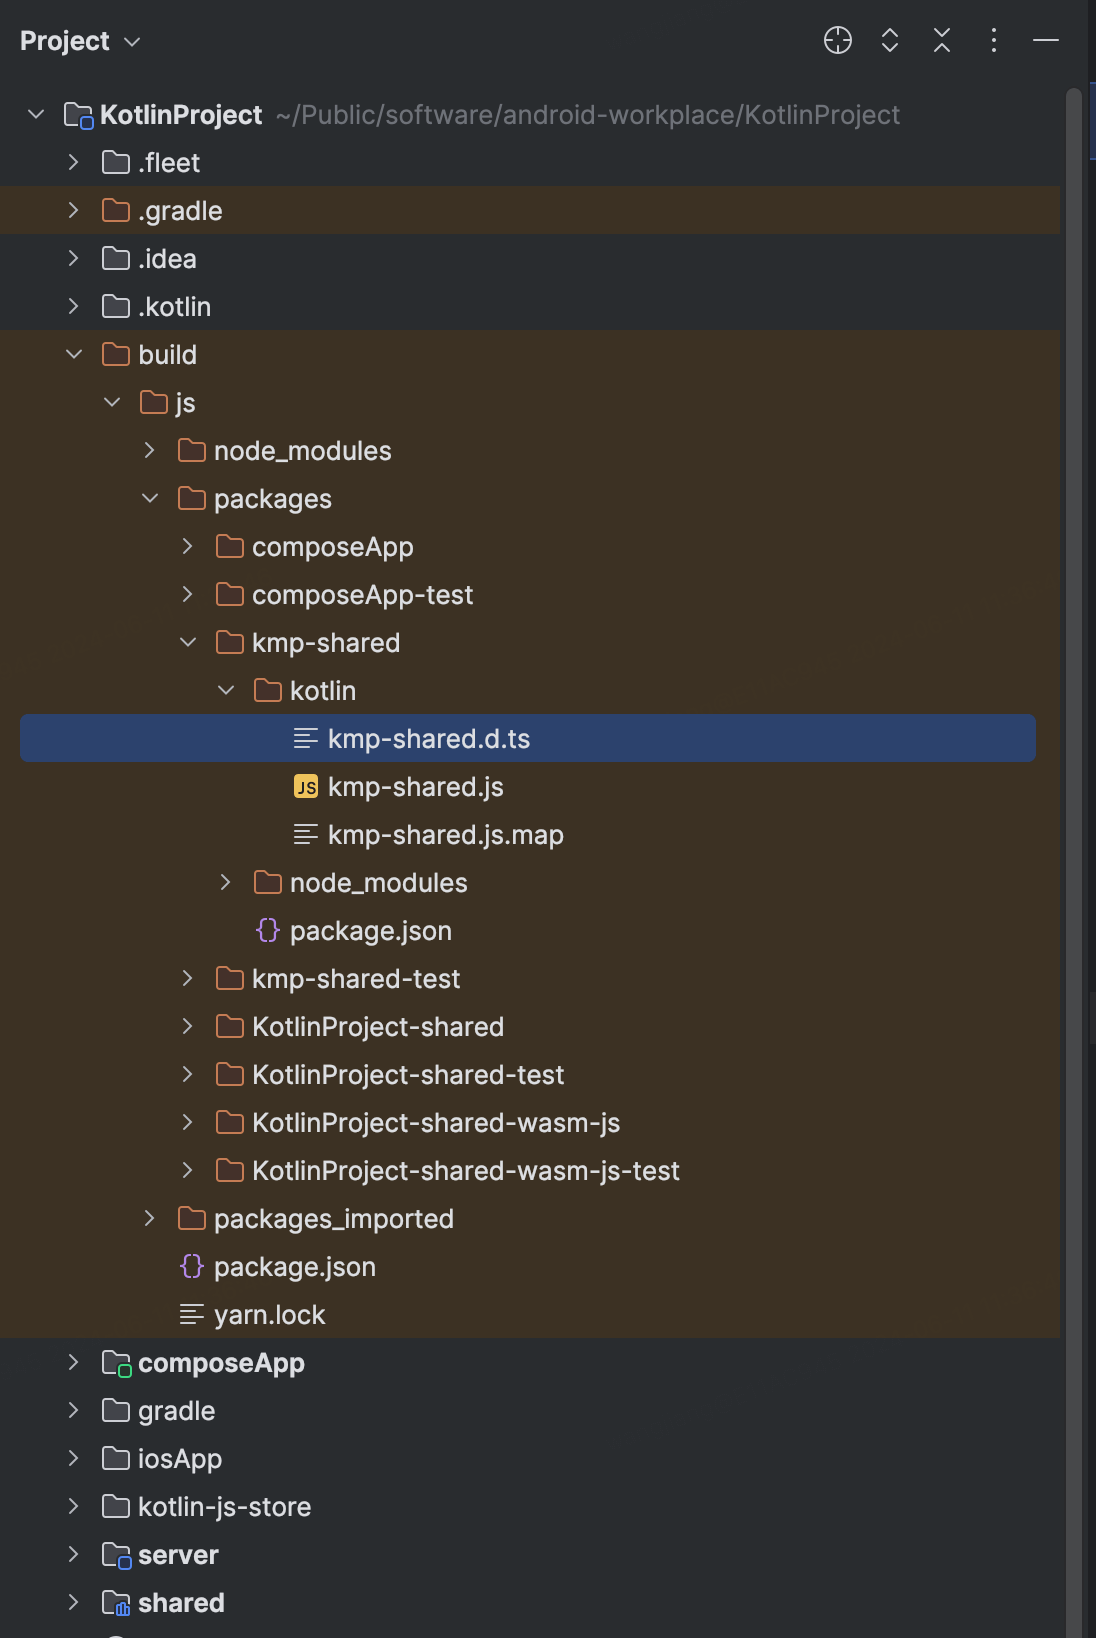 Project
KotlinProject ~/Public/software/android-workplace/KotlinProject
.fleet
.gradle
.idea
.kotlin
build
js
node_modules
packages
composeApp
composeApp-test
kmp-shared
kotlin
kmp-shared.d.ts
JS kmp-shared.js
kmp-shared.js.map
node_modules
{} package.json
kmp-shared-test
KotlinProject-shared
KotlinProject-shared-test
KotlinProject-shared-wasm-js
KotlinProject-shared-wasm-js-test
packages_imported
{} package.json
yarn.lock
composeApp
gradle
iosApp
kotlin-js-store
server
shared